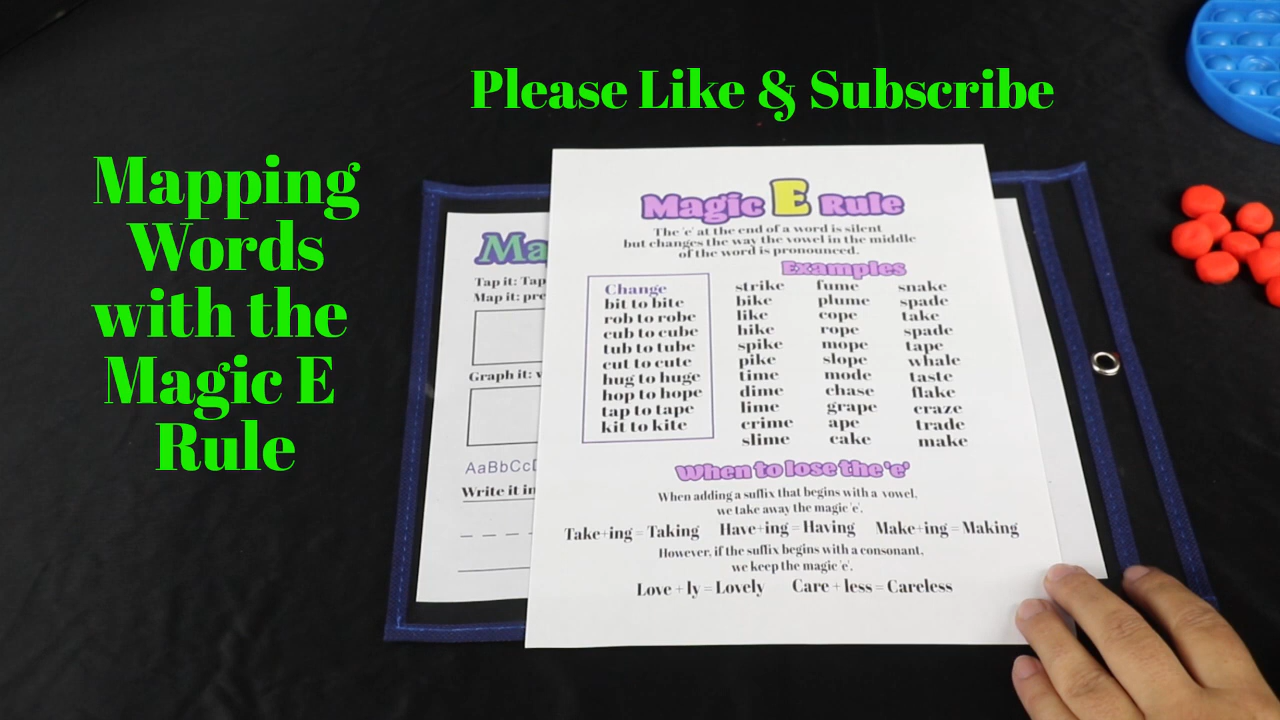 Please Like & Subscribe
Mapping
Words
with the
Magic E
Rule
Magic E Rule
The 'e' at the end of a word is silent
but changes the way the vowel in the middle
of the word is pronounced.
Examples
Change
bit to bite
rob to robe
cub to cube
tub to tube
cut to cute
hug to huge
hop to hope
tap to tape
kit to kite
strike fume snake
bike plume spade
like cope take
hike rope spade
spike mope tape
pike slope whale
time mode taste
dime chase flake
lime grape craze
crime ape trade
slime cake make
When to lose the 'e'
When adding a suffix that begins with a vowel,
we take away the magic 'e'.
Take+ing = Taking Have+ing = Having Make+ing = Making
However, if the suffix begins with a consonant,
we keep the magic 'e'.
Love + ly = Lovely Care + less = Careless
Ma
Tap it: Tap
Map it: pre
Graph it: w
AaBbCcD
Write it in